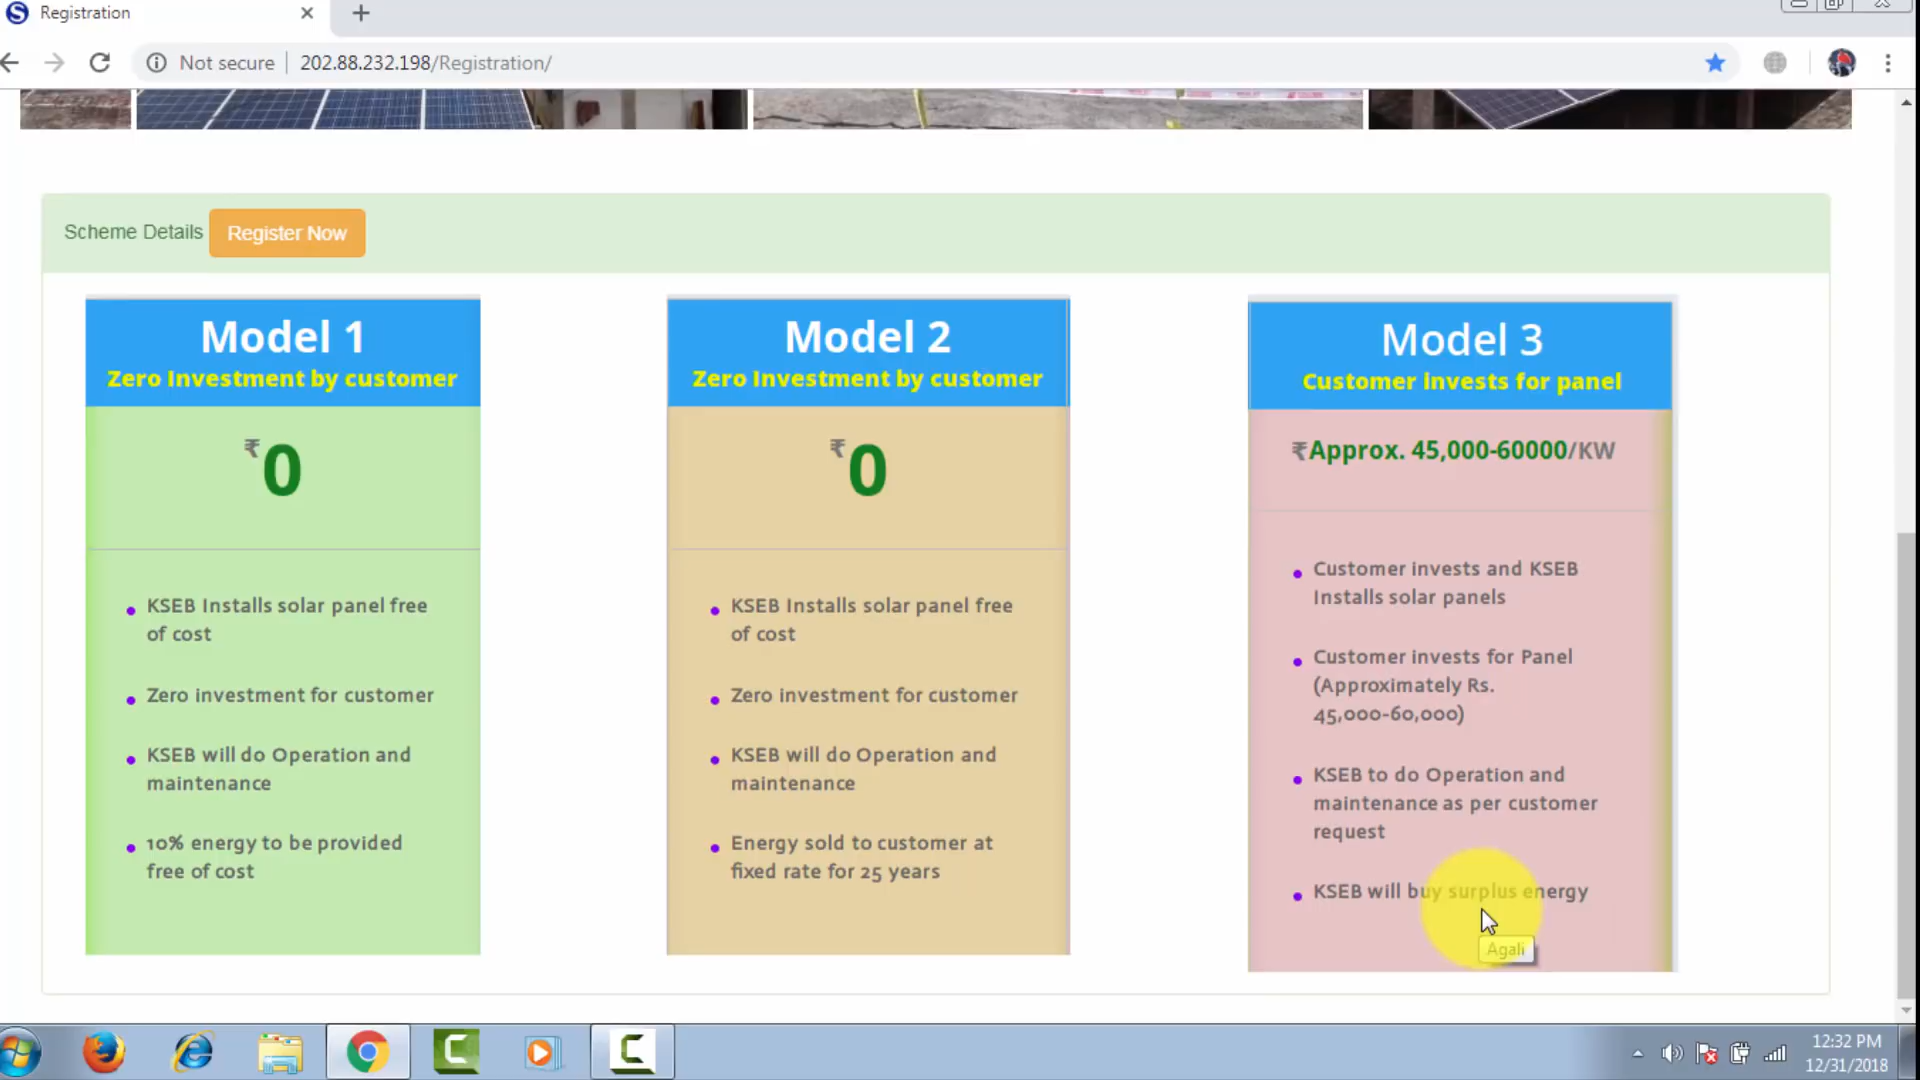 Registration
Not secure
202.88.232.198/Registration/
Scheme Details
Register Now
Model 1
Zero Investment by customer
₹0
KSEB Installs solar panel free
of cost
Zero investment for customer
KSEB will do Operation and
maintenance
10% energy to be provided
free of cost
Model 2
Zero Investment by customer
₹0
KSEB Installs solar panel free
of cost
Zero investment for customer
KSEB will do Operation and
maintenance
Energy sold to customer at
fixed rate for 25 years
Model 3
Customer invests for panel
₹Approx. 45,000-60000/KW
Customer invests and KSEB
Installs solar panels
Customer invests for Panel
(Approximately Rs.
45,000-60,000)
KSEB to do Operation and
maintenance as per customer
request
KSEB will buy surplus energy
Agali
12:32 PM
12/31/2018